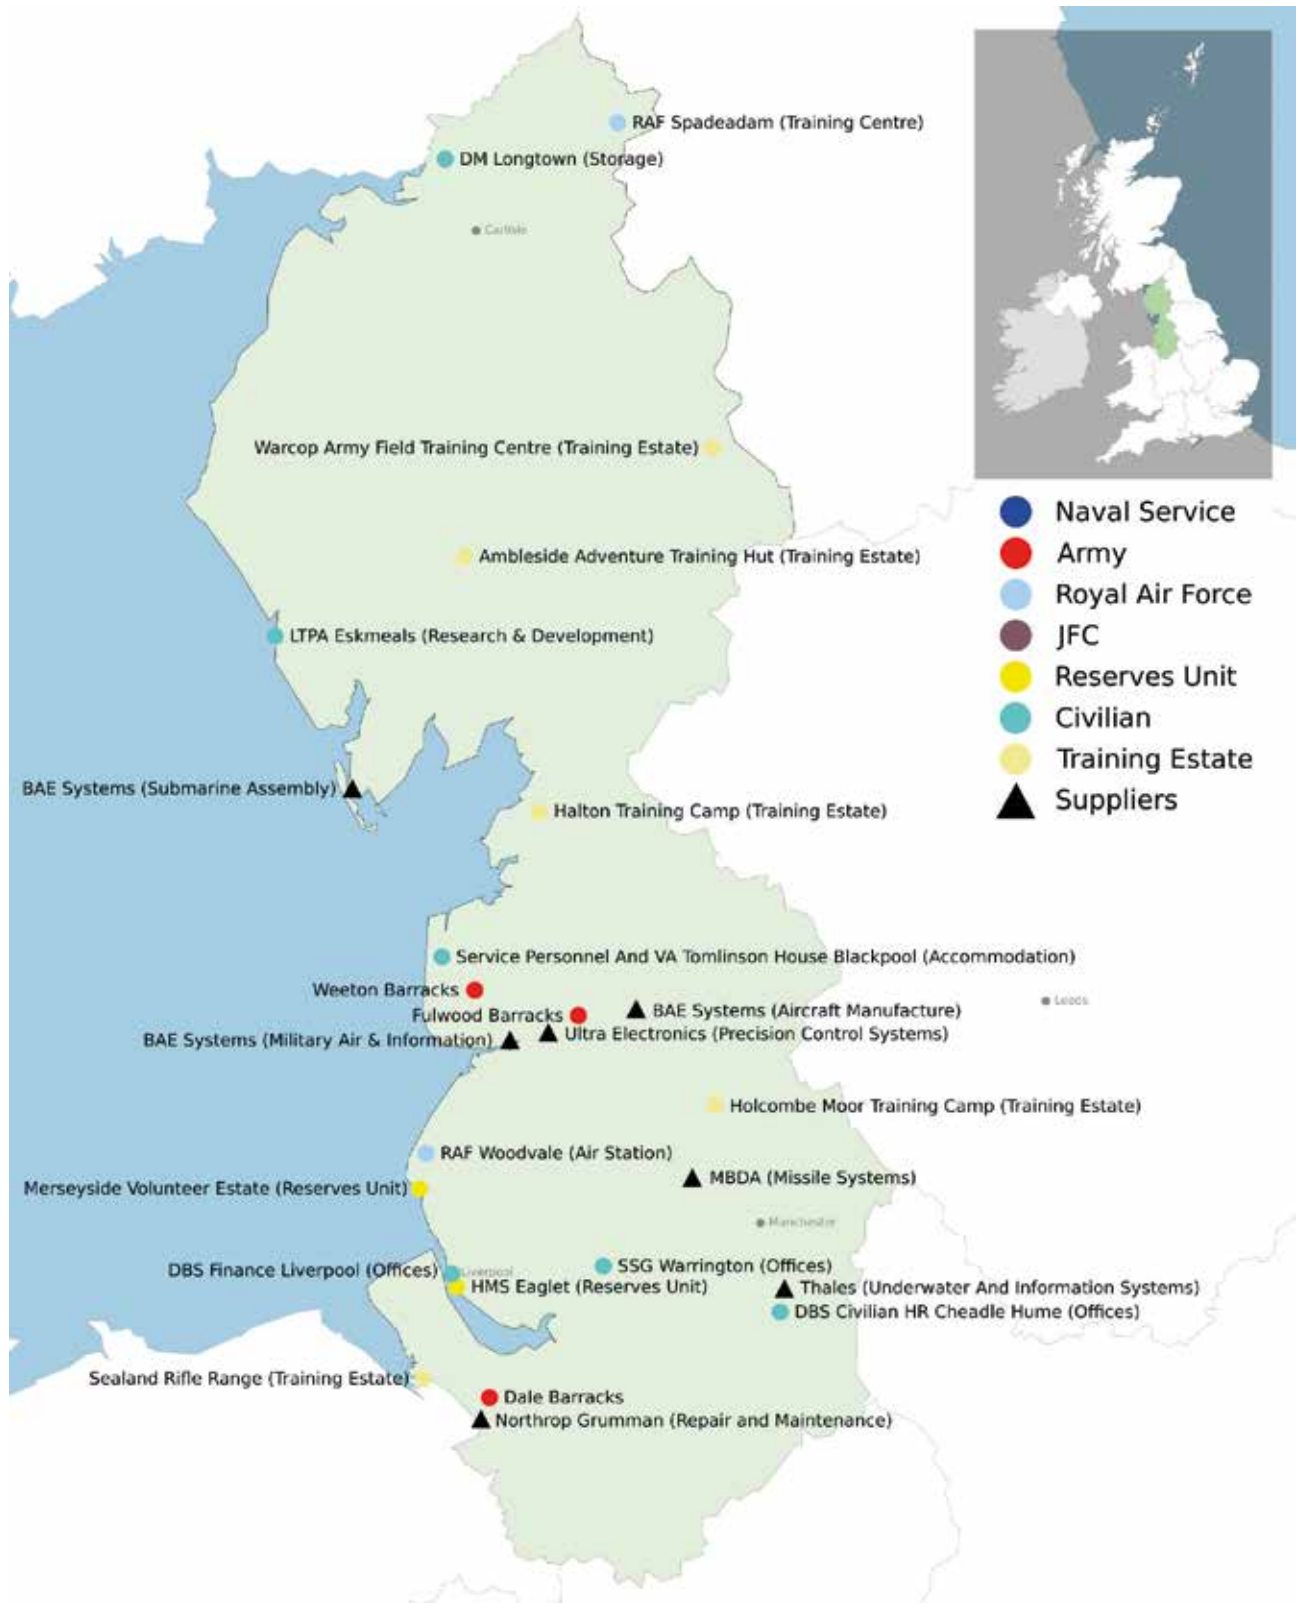 RAF Spadeadam (Training Centre)
DM Longtown (Storage)
Carlisle
Warcop Army Field Training Centre (Training Estate)
Naval Service
Army
Ambleside Adventure Training Hut (Training Estate)
Royal Air Force
LTPA Eskmeals (Research & Development)
JFC
Reserves Unit
Civilian
Training Estate
BAE Systems (Submarine Assembly)
Suppliers
Halton Training Camp (Training Estate)
Service Personnel And VA Tomlinson House Blackpool (Accommodation)
Weeton Barracks
Leeds
Fulwood Barracks
BAE Systems (Aircraft Manufacture)
Ultra Electronics (Precision Control Systems)
BAE Systems (Military Air & Information)
Holcombe Moor Training Camp (Training Estate)
RAF Woodvale (Air Station)
MBDA (Missile Systems)
Merseyside Volunteer Estate (Reserves Unit)
Manchester
SSG Warrington (Offices)
DBS Finance Liverpool (Offices)
Liverpool
HMS Eaglet (Reserves Unit)
Thales (Underwater And Information Systems)
DBS Civilian HR Cheadle Hume (Offices)
Sealand Rifle Range (Training Estate)
Dale Barracks
Northrop Grumman (Repair and Maintenance)